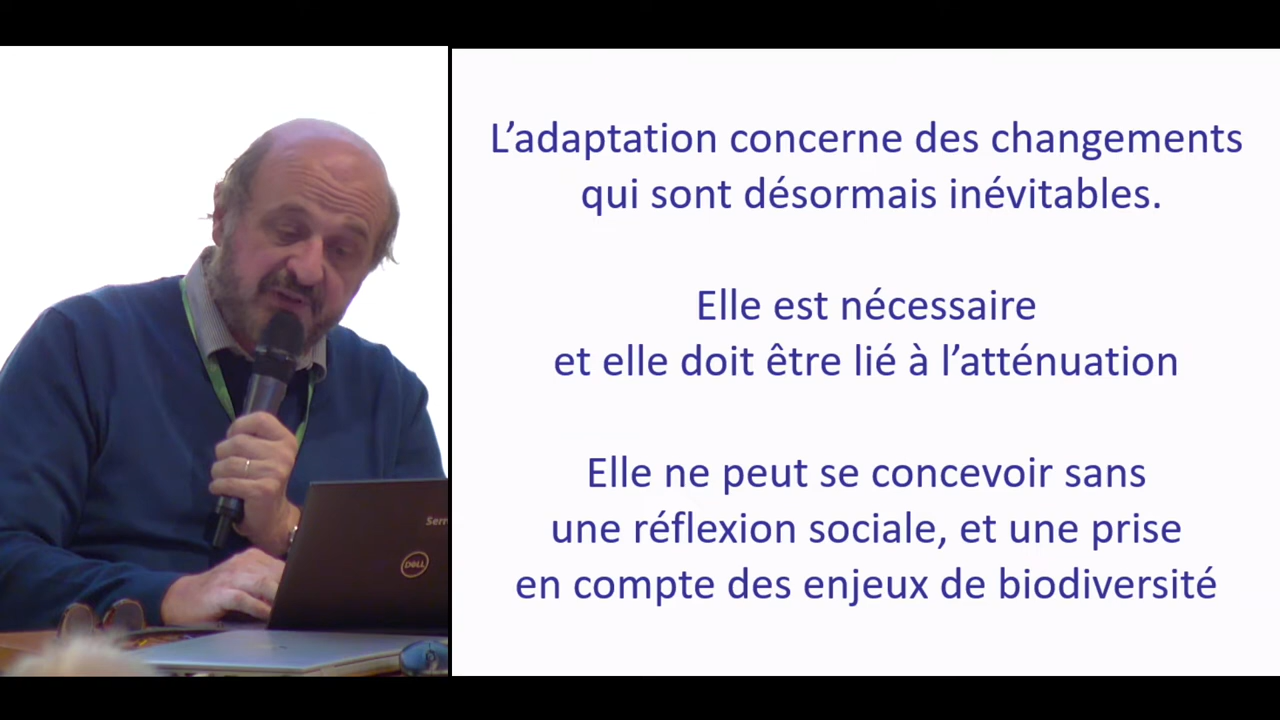 L’adaptation concerne des changements
qui sont désormais inévitables.
Elle est nécessaire
et elle doit être lié à l’atténuation
Elle ne peut se concevoir sans
une réflexion sociale, et une prise
en compte des enjeux de biodiversité
DELL